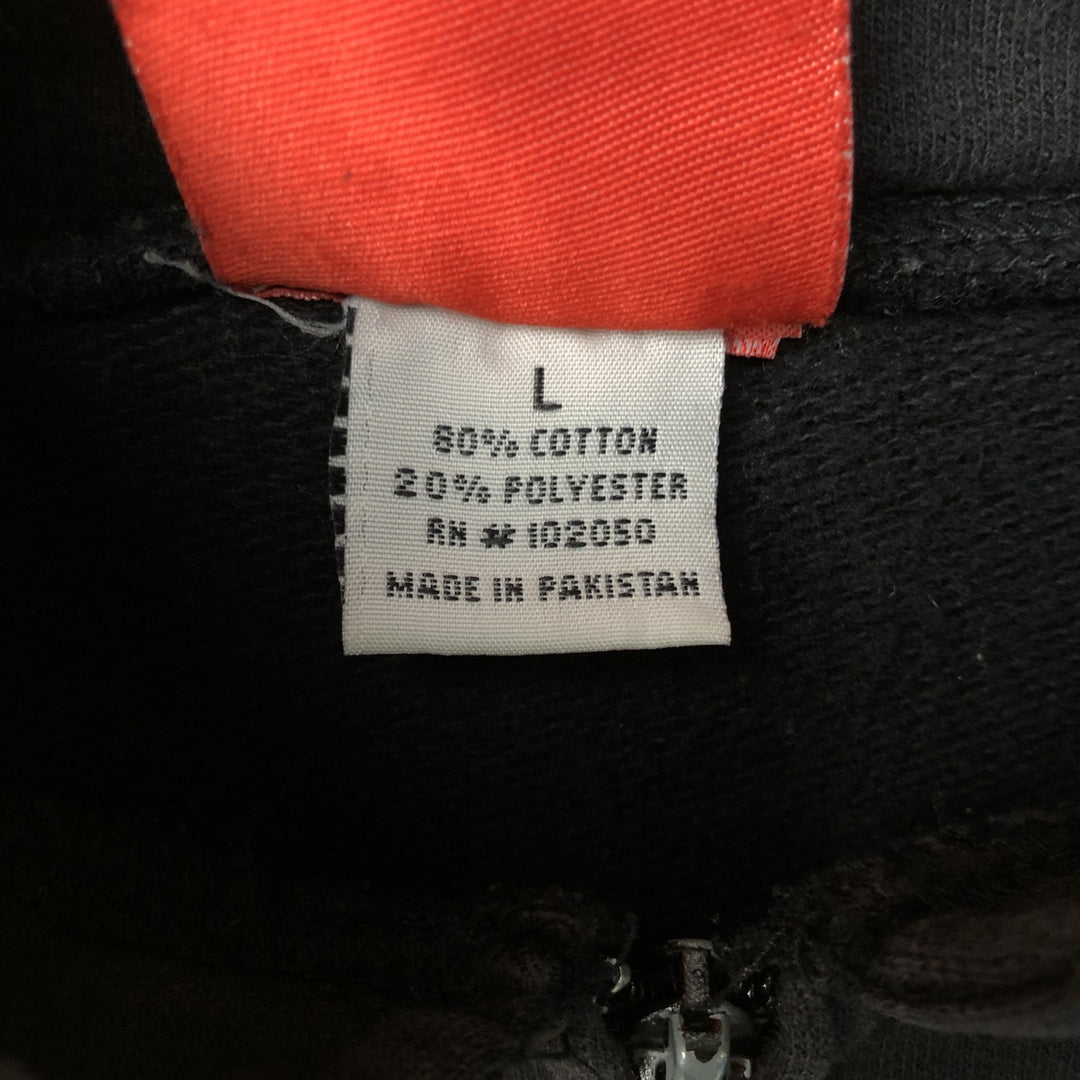 L
80% COTTON
20% POLYESTER
RN # 102050
MADE IN PAKISTAN